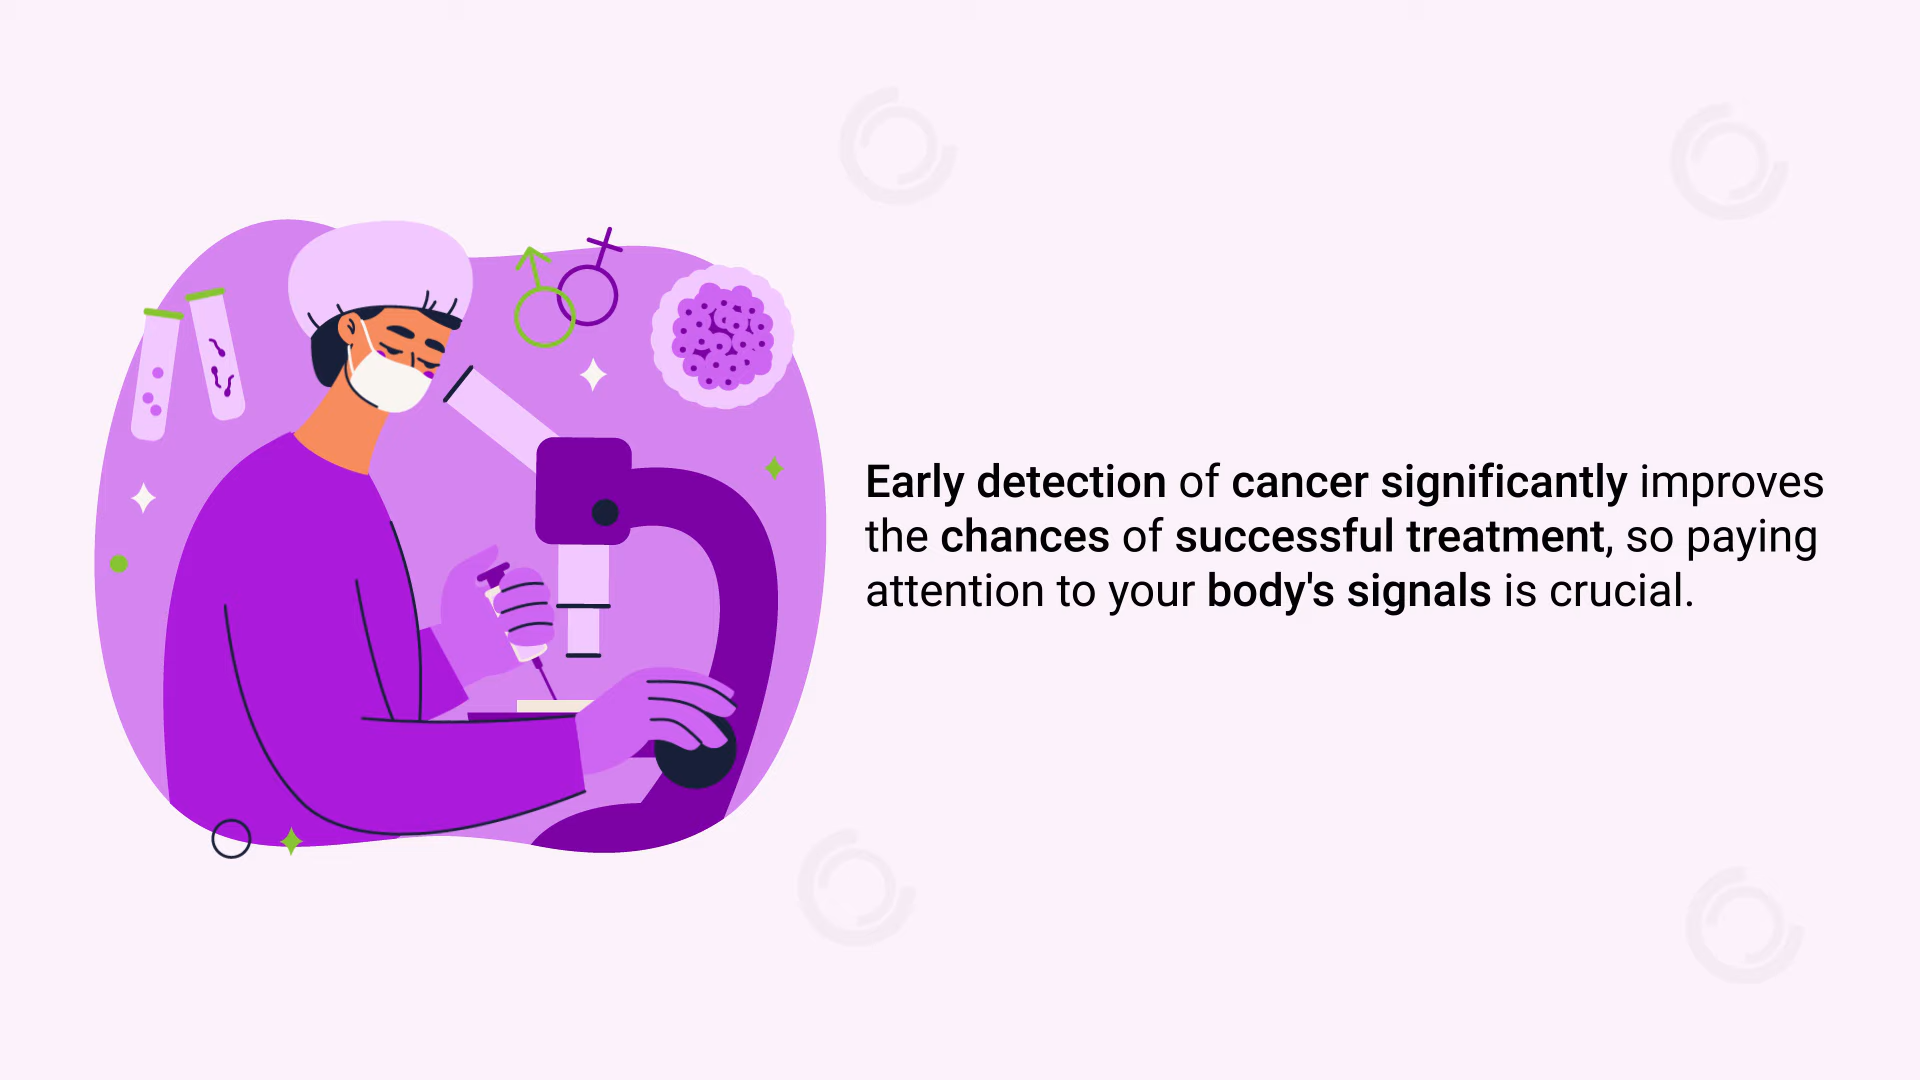 Early detection of cancer significantly improves
the chances of successful treatment, so paying
attention to your body's signals is crucial.